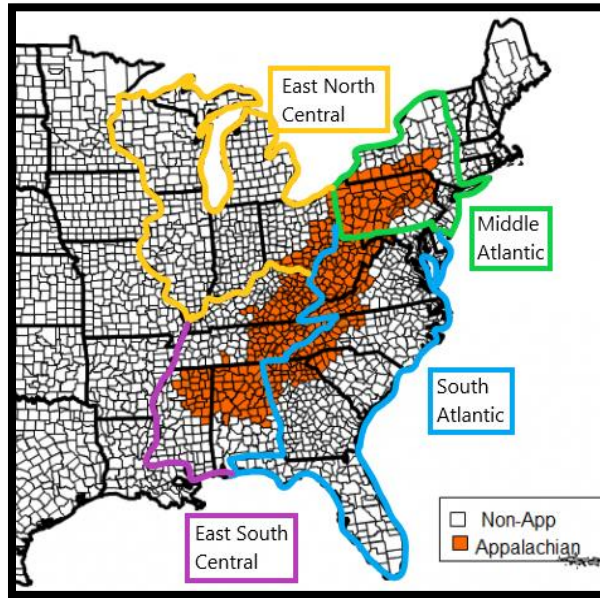 East North
Central
Middle
Atlantic
South
Atlantic
East South
Central
Non-App
Appalachian